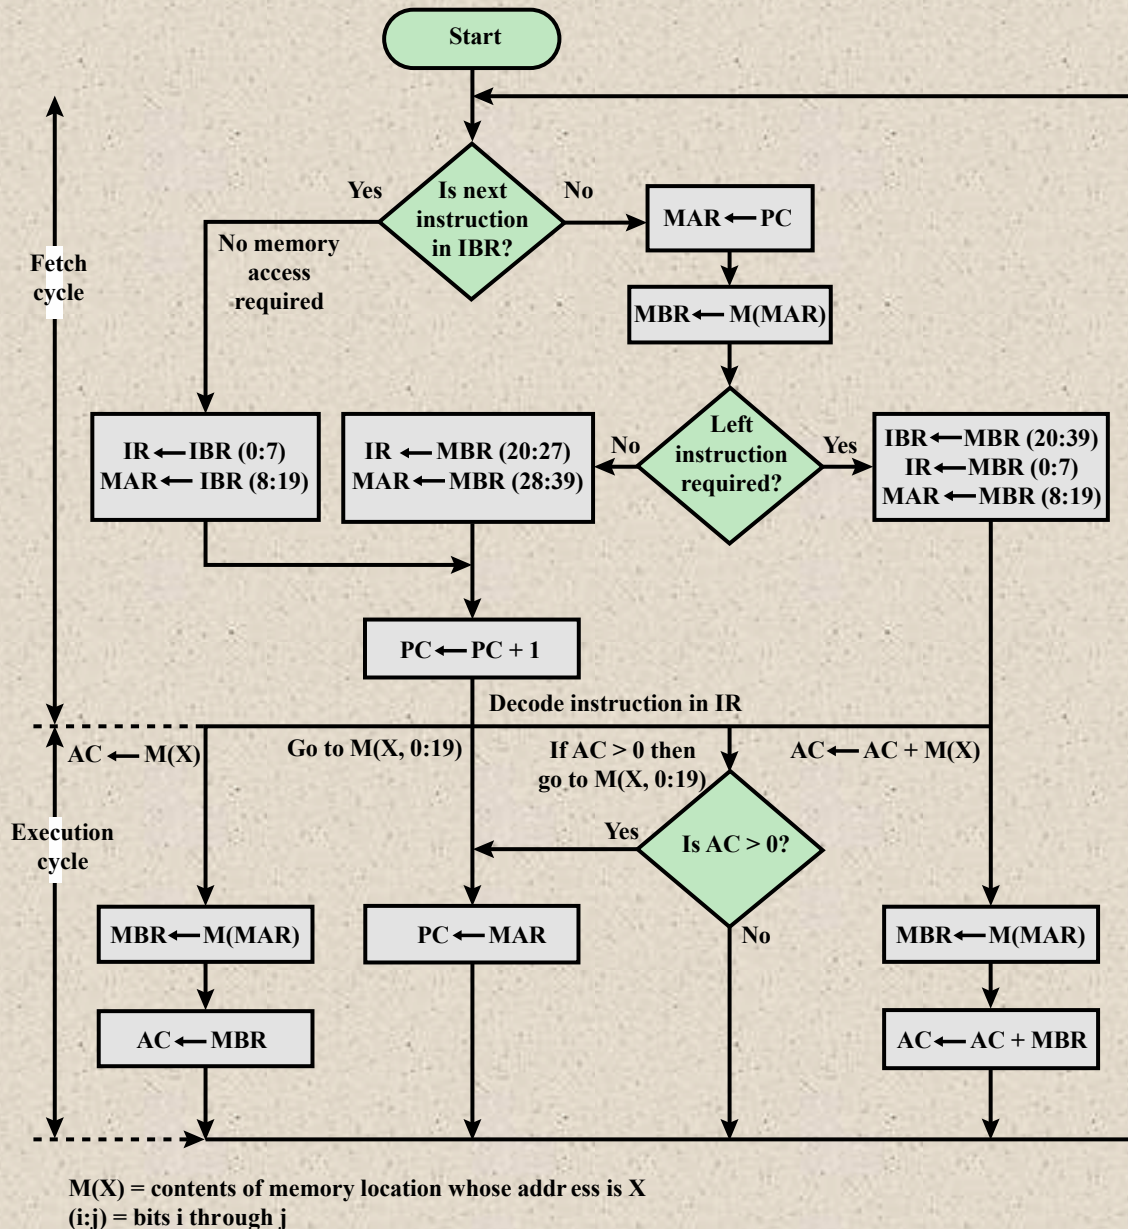 Start
Yes
Is next
instruction
in IBR?
No
MAR ← PC
No memory
access
required
Fetch
cycle
MBR ← M(MAR)
IR ← IBR (0:7)
MAR ← IBR (8:19)
IR ← MBR (20:27)
MAR ← MBR (28:39)
No
Left
instruction
required?
Yes
IBR ← MBR (20:39)
IR ← MBR (0:7)
MAR ← MBR (8:19)
PC ← PC + 1
Decode instruction in IR
AC ← M(X)
Go to M(X, 0:19)
If AC > 0 then
go to M(X, 0:19)
AC ← AC + M(X)
Execution
cycle
Yes
Is AC > 0?
No
MBR ← M(MAR)
PC ← MAR
MBR ← M(MAR)
AC ← MBR
AC ← AC + MBR
M(X) = contents of memory location whose addr ess is X
(i:j) = bits i through j